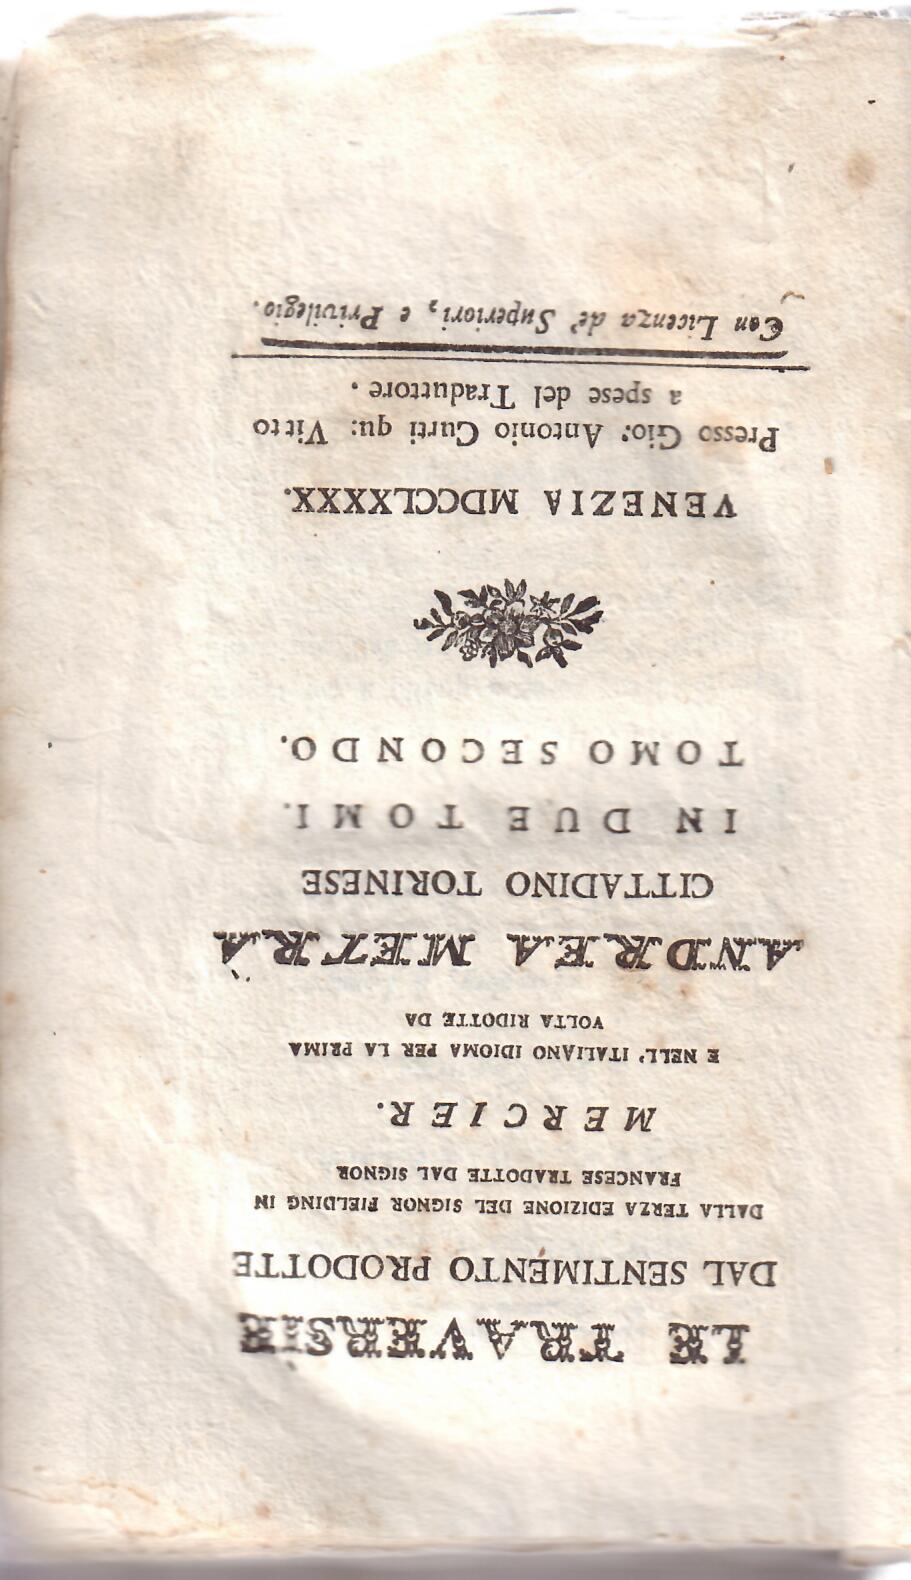 LE TRAVERSIE
DAL SENTIMENTO PRODOTTE
DALLA TERZA EDIZIONE DEL SIGNOR FIELDING IN
FRANCESE TRADOTTE DAL SIGNOR
MERCIER.
E NELL' ITALIANO IDIOMA PER LA PRIMA
VOLTA RIDOTTE DA
ANDREA METRÀ
CITTADINO TORINESE
IN DUE TOMI.
TOMO SECONDO.
VENEZIA MDCCLXXXX.
Presso Gio: Antonio Curti qu: Vitto
a spese del Traduttore.
Con Licenza de' Superiori, e Privilegio.